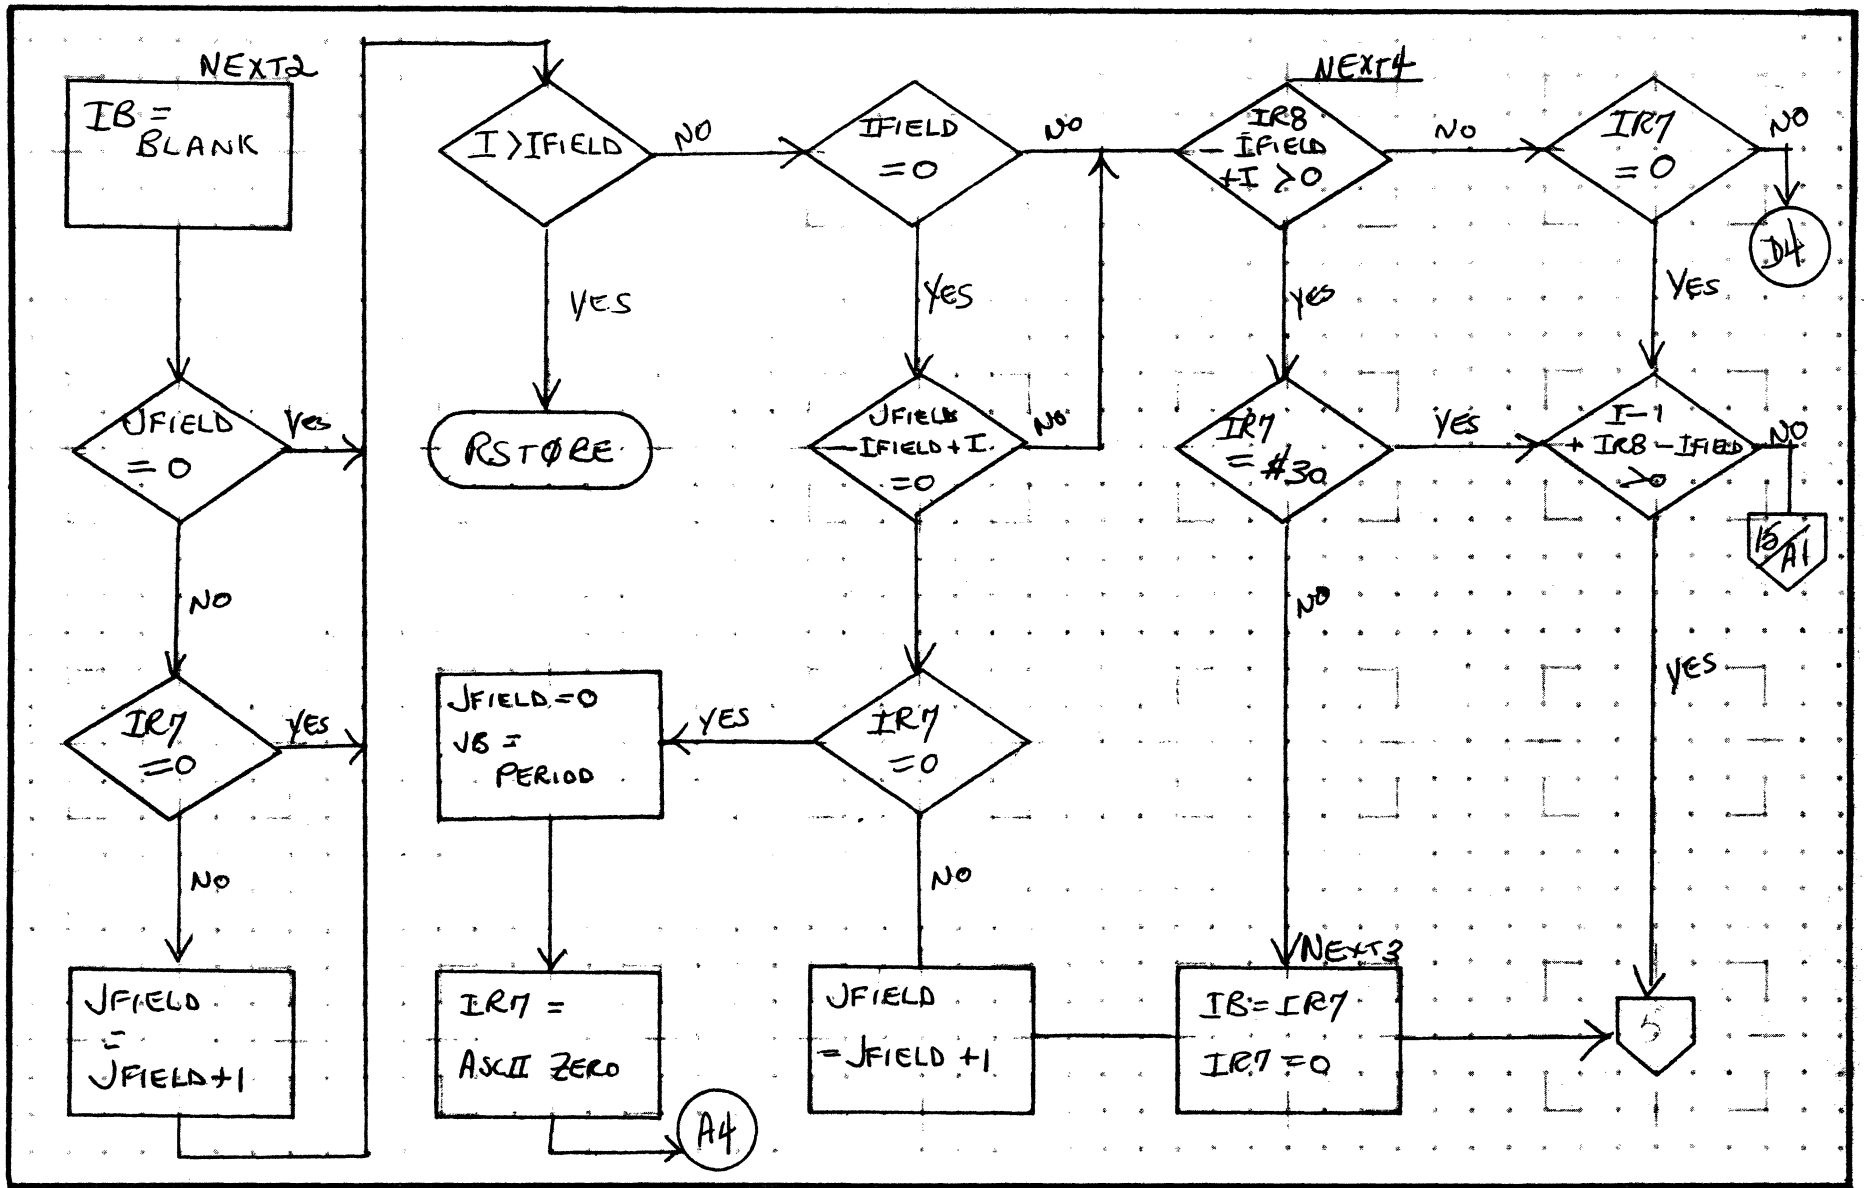 NEXT2
IB =
BLANK
JFIELD
= 0
YES
NO
IR7
=0
YES
NO
JFIELD
=
JFIELD+1
I>IFIELD
NO
YES
RSTØRE
JFIELD=0
JB =
PERIOD
IR7 =
ASCII ZERO
A4
IFIELD
=0
NO
YES
JFIELD
-IFIELD+I
=0
NO
IR7
=0
YES
NO
JFIELD
=JFIELD+1
NEXT4
IR8
- IFIELD
+I >0
NO
YES
IR7
= #30
YES
NO
NEXT3
IB=IR7
IR7=0
IR7
=0
NO
D4
YES
I-1
+ IR8-IFIELD
>0
NO
15/A1
YES
5